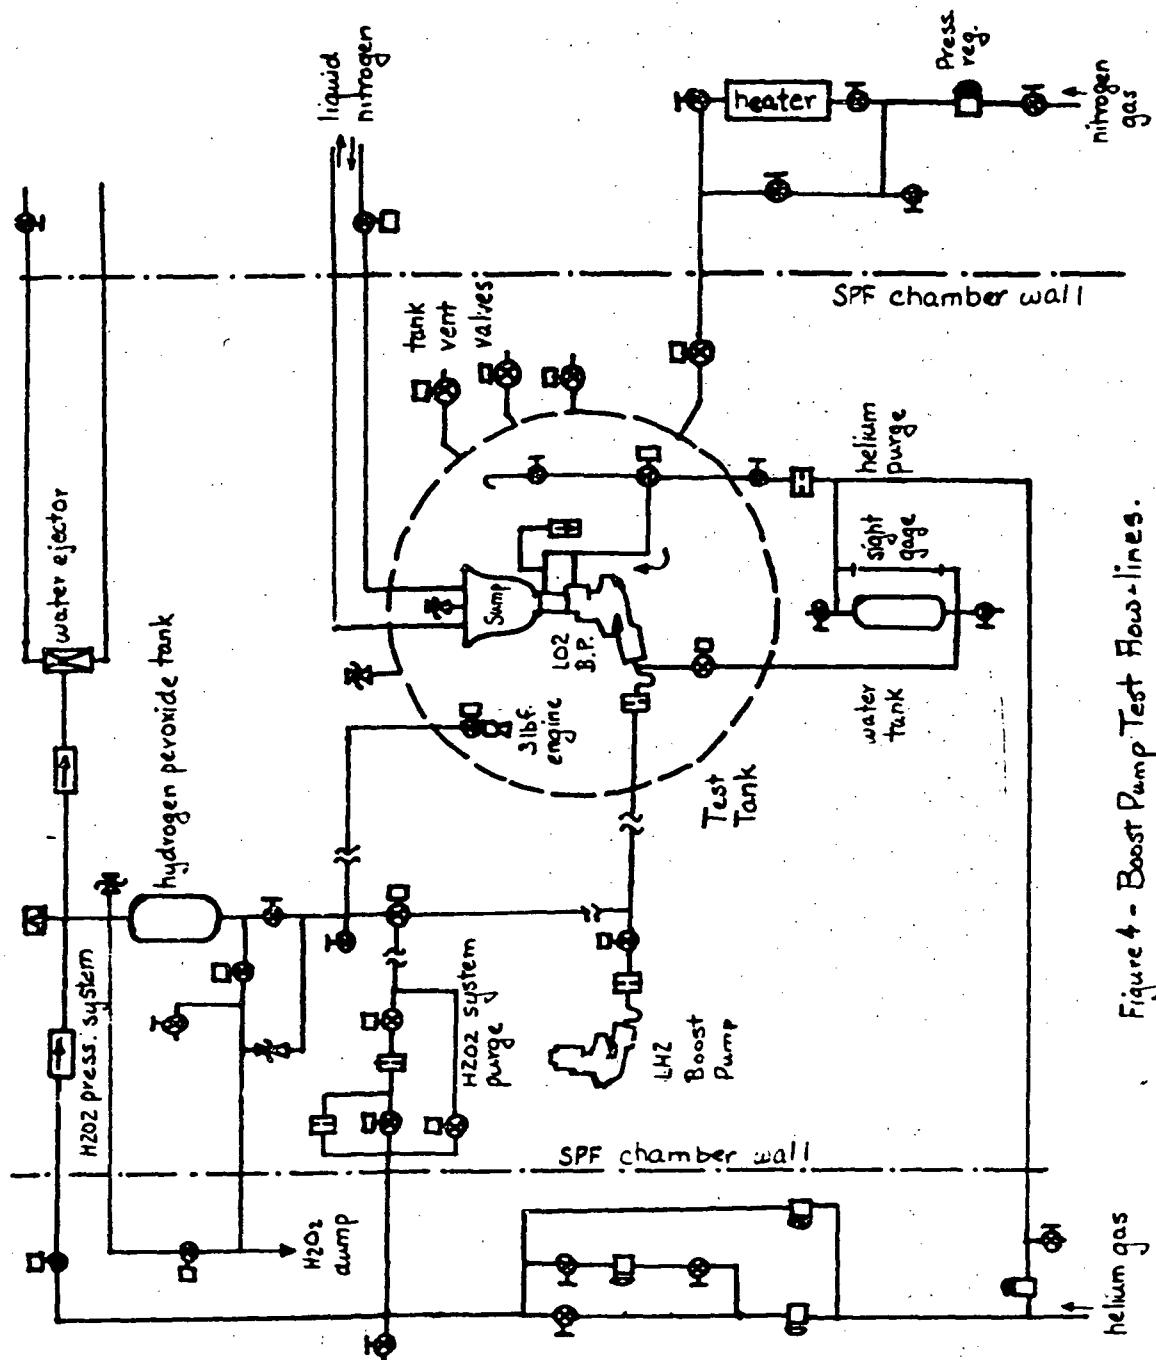 water ejector
hydrogen peroxide tank
H2O2 press. system
liquid
nitrogen
tank
vent
valves
heater
Press.
reg.
nitrogen
gas
SPF chamber wall
Sump
LO2
B.P.
3lbf.
engine
Test
Tank
helium
purge
sight
gage
water
tank
H2O2 system
purge
LH2
Boost
Pump
SPF chamber wall
H2O2
dump
helium gas
Figure 4 - Boost Pump Test Flow-lines.